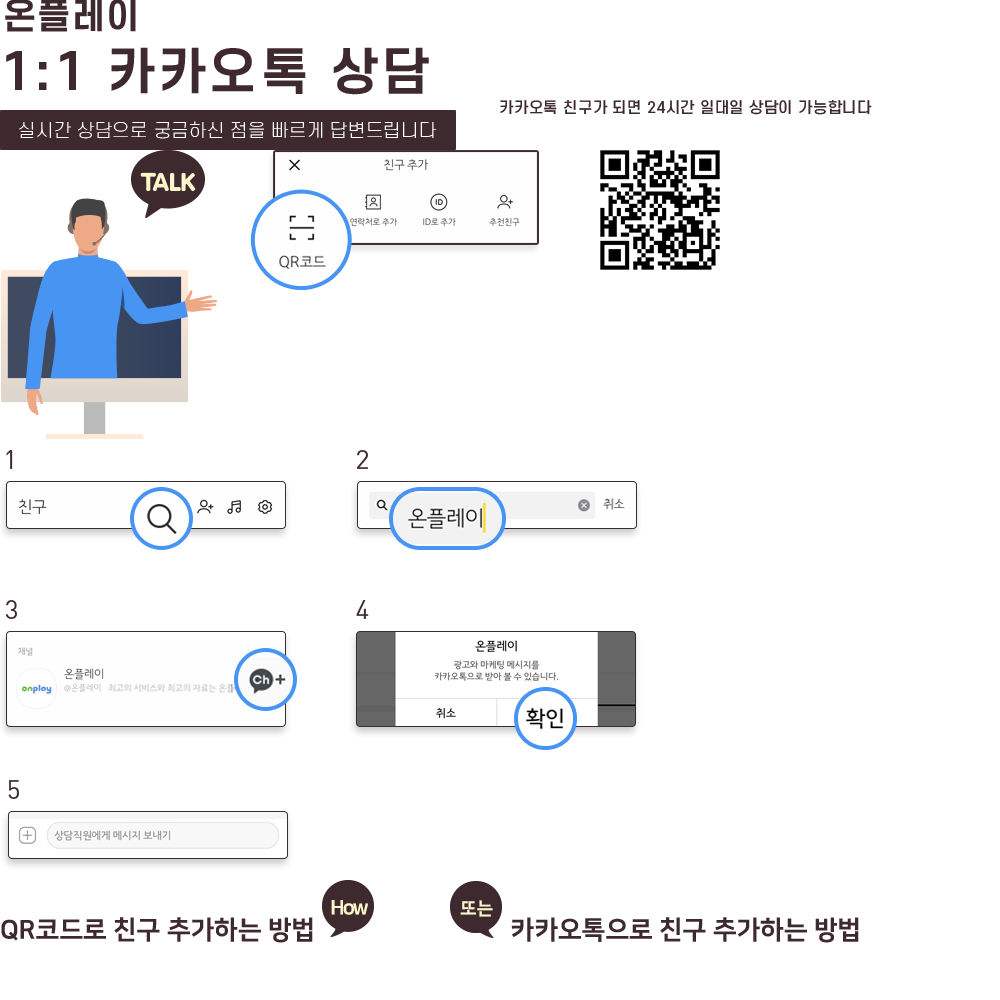 온플레이
1:1 카카오톡 상담
카카오톡 친구가 되면 24시간 일대일 상담이 가능합니다
실시간 상담으로 궁금하신 점을 빠르게 답변드립니다
TALK
친구 추가
연락처로 추가
ID
ID로 추가
추천친구
QR코드
1
친구
2
온플레이
취소
3
채널
onplay
온플레이
@온플레이 최고의 서비스와 최고의 자료는 온플
Ch+
4
온플레이
광고와 마케팅 메시지를
카카오톡으로 받아 볼 수 있습니다.
취소
확인
5
상담직원에게 메시지 보내기
QR코드로 친구 추가하는 방법
How
또는
카카오톡으로 친구 추가하는 방법